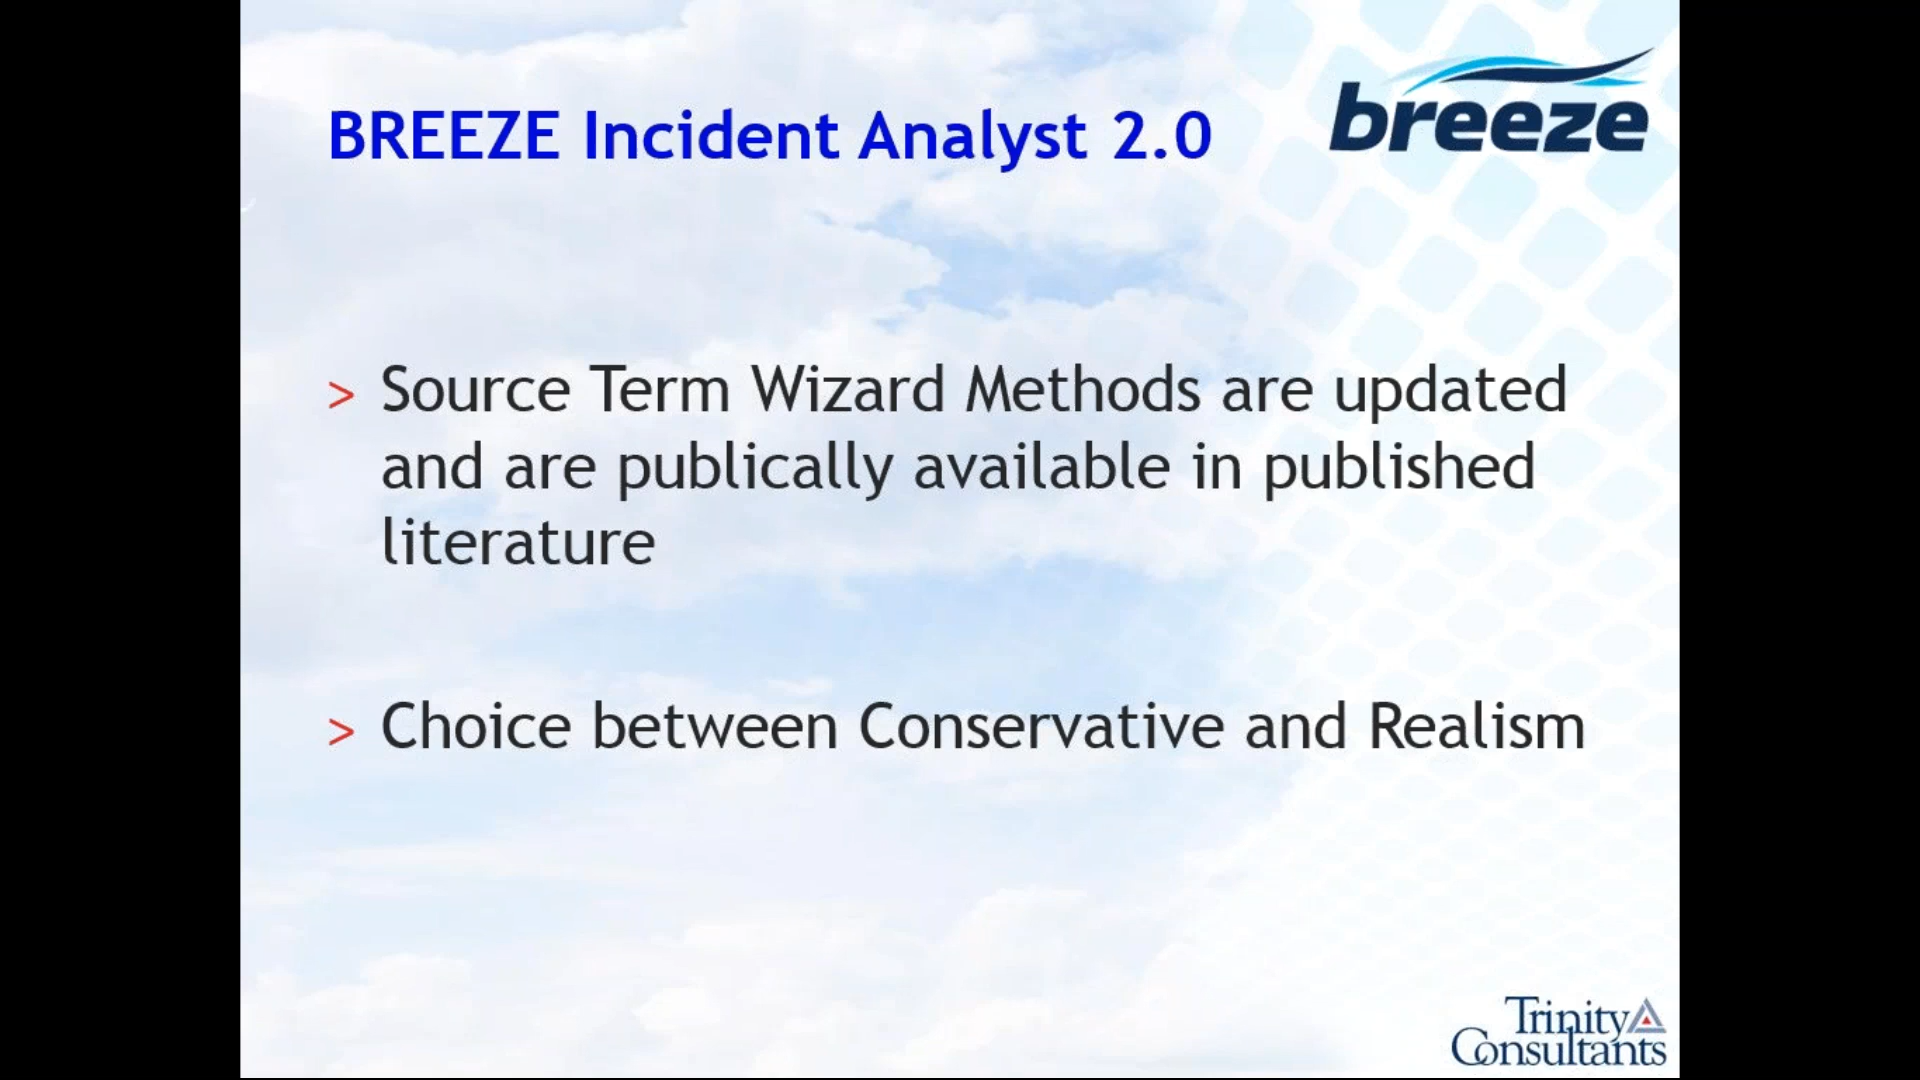 BREEZE Incident Analyst 2.0
breeze
> Source Term Wizard Methods are updated
and are publically available in published
literature
> Choice between Conservative and Realism
Trinity
Consultants